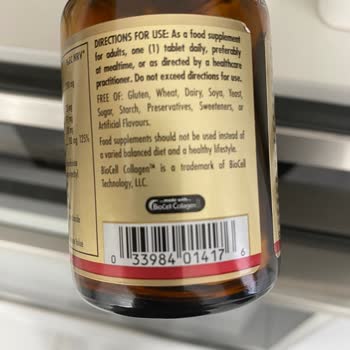 DIRECTIONS FOR USE: As a food supplement
for adults, one (1) tablet daily, preferably
at mealtime, or as directed by a healthcare
practitioner. Do not exceed directions for use.
FREE OF: Gluten, Wheat, Dairy, Soya, Yeast,
Sugar, Starch, Preservatives, Sweeteners, or
Artificial Flavours.
Food supplements should not be used instead of
a varied balanced diet and a healthy lifestyle.
BioCell Collagen™ is a trademark of BioCell
Technology, LLC.
made with
BioCell Collagen
0 33984 01417 6
125%